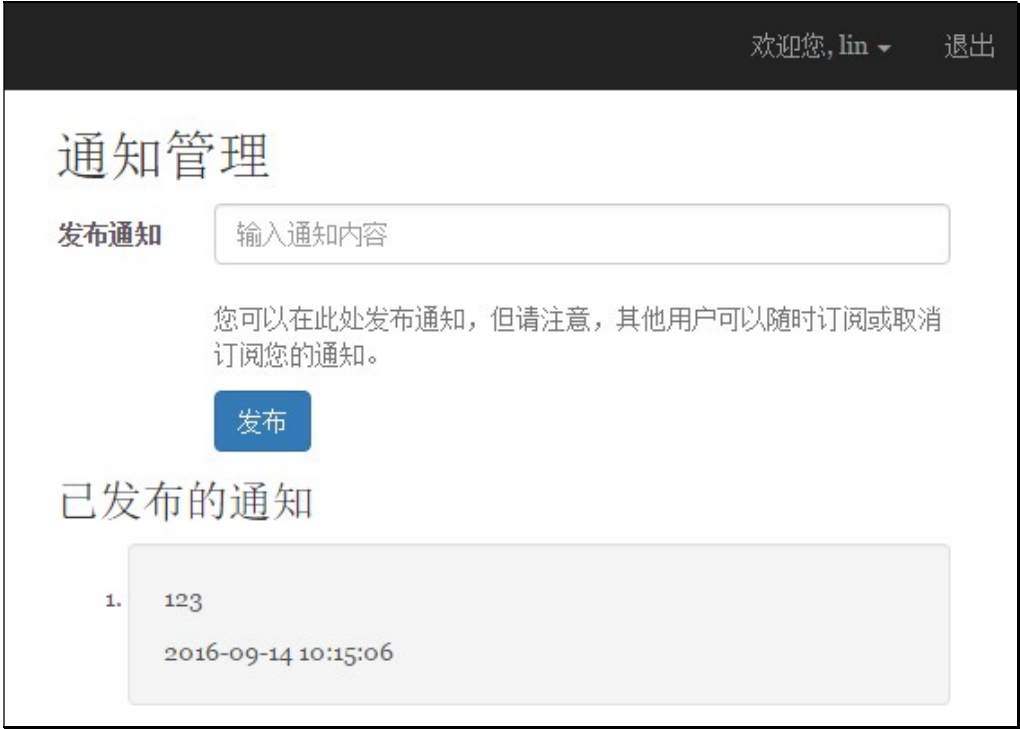 欢迎您, lin 退出
通知管理
发布通知 输入通知内容
您可以在此处发布通知，但请注意，其他用户可以随时订阅或取消
订阅您的通知。
发布
已发布的通知
1. 123
2016-09-14 10:15:06